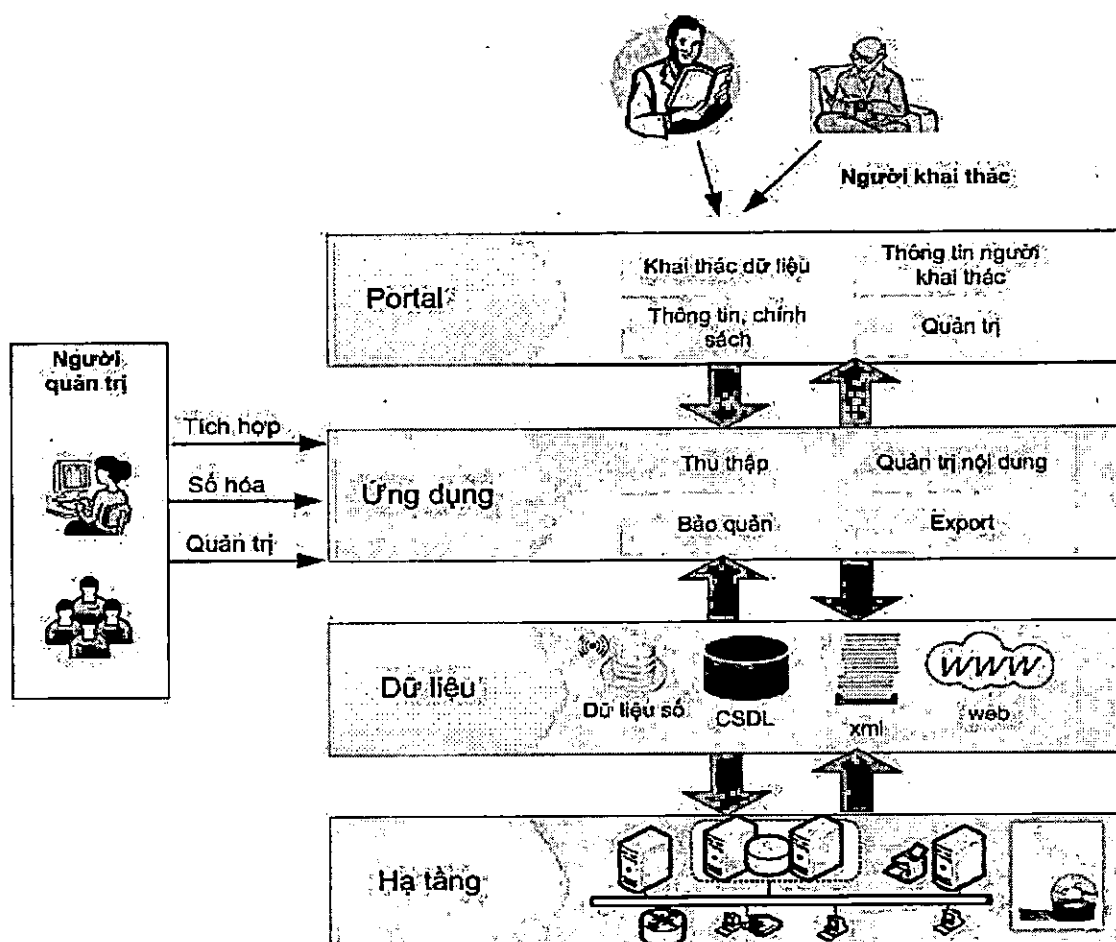 Người khai thác
Portal
Khai thác dữ liệu
Thông tin người
khai thác
Thông tin, chính
sách
Quản trị
Người
quản trị
Tích hợp
Số hóa
Quản trị
Ứng dụng
Thu thập
Quản trị nội dung
Bảo quản
Export
Dữ liệu
Dữ liệu số
CSDL
xml
www
web
Hạ tầng